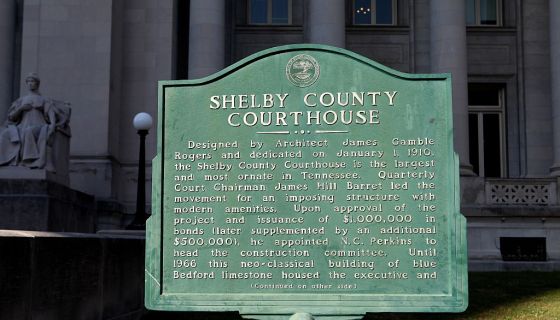 SHELBY COUNTY
COURTHOUSE
Designed by Architect James Gamble
Rogers and dedicated on January 1, 1910,
the Shelby County Courthouse is the largest
and most ornate in Tennessee. Quarterly
Court Chairman James Hill Barret led the
movement for an imposing structure with
modern amenities. Upon approval of the
project and issuance of $1,000,000 in
bonds (later supplemented by an additional
$500,000), he appointed N.C. Perkins to
head the construction committee. Until
1966 this neo-classical building of blue
Bedford limestone housed the executive and
(Continued on other side)